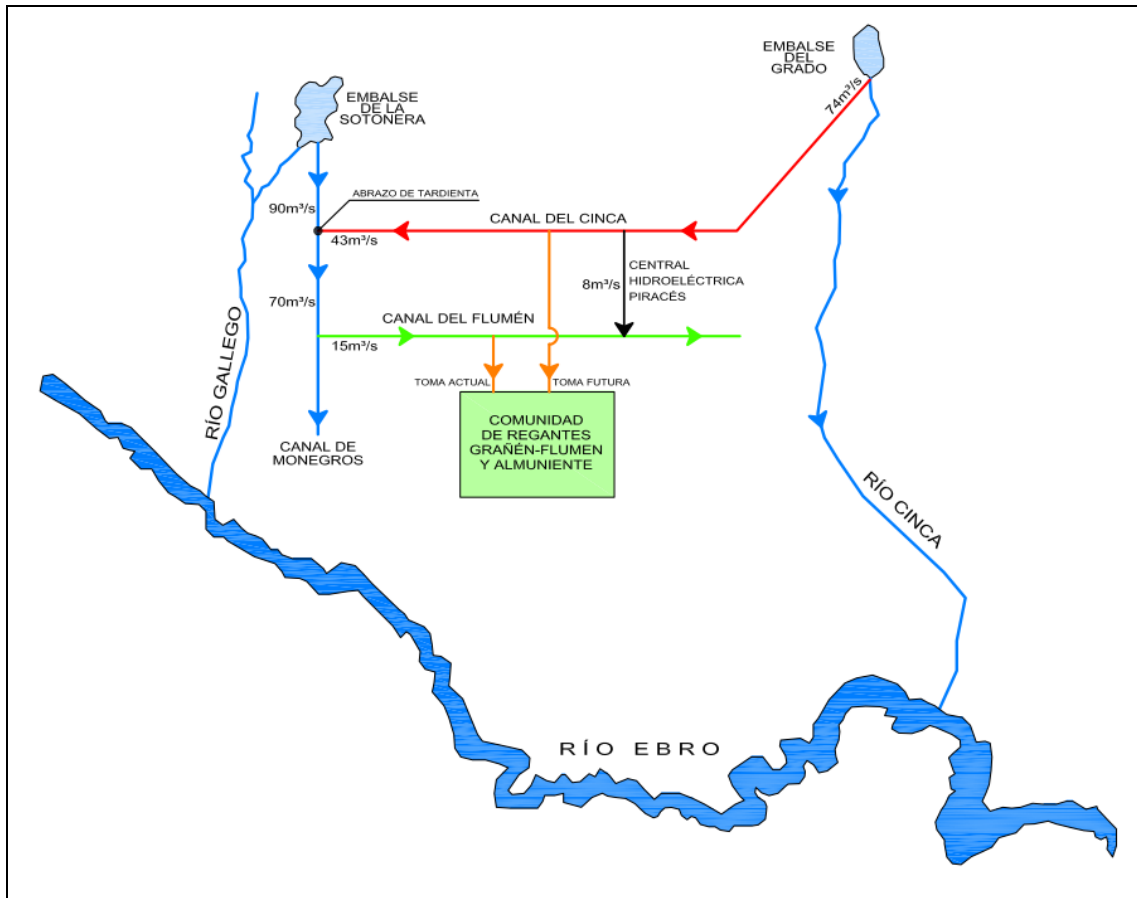 EMBALSE
DEL
GRADO
74m³/s
EMBALSE
DE LA
SOTONERA
ABRAZO DE TARDIENTA
90m³/s
CANAL DEL CINCA
43m³/s
CENTRAL
HIDROELÉCTRICA
PIRACÉS
8m³/s
70m³/s
CANAL DEL FLUMÉN
15m³/s
RÍO GALLEGO
TOMA ACTUAL
TOMA FUTURA
COMUNIDAD
DE REGANTES
GRAÑÉN-FLUMEN
Y ALMUNIENTE
CANAL DE
MONEGROS
RÍO CINCA
RÍO EBRO